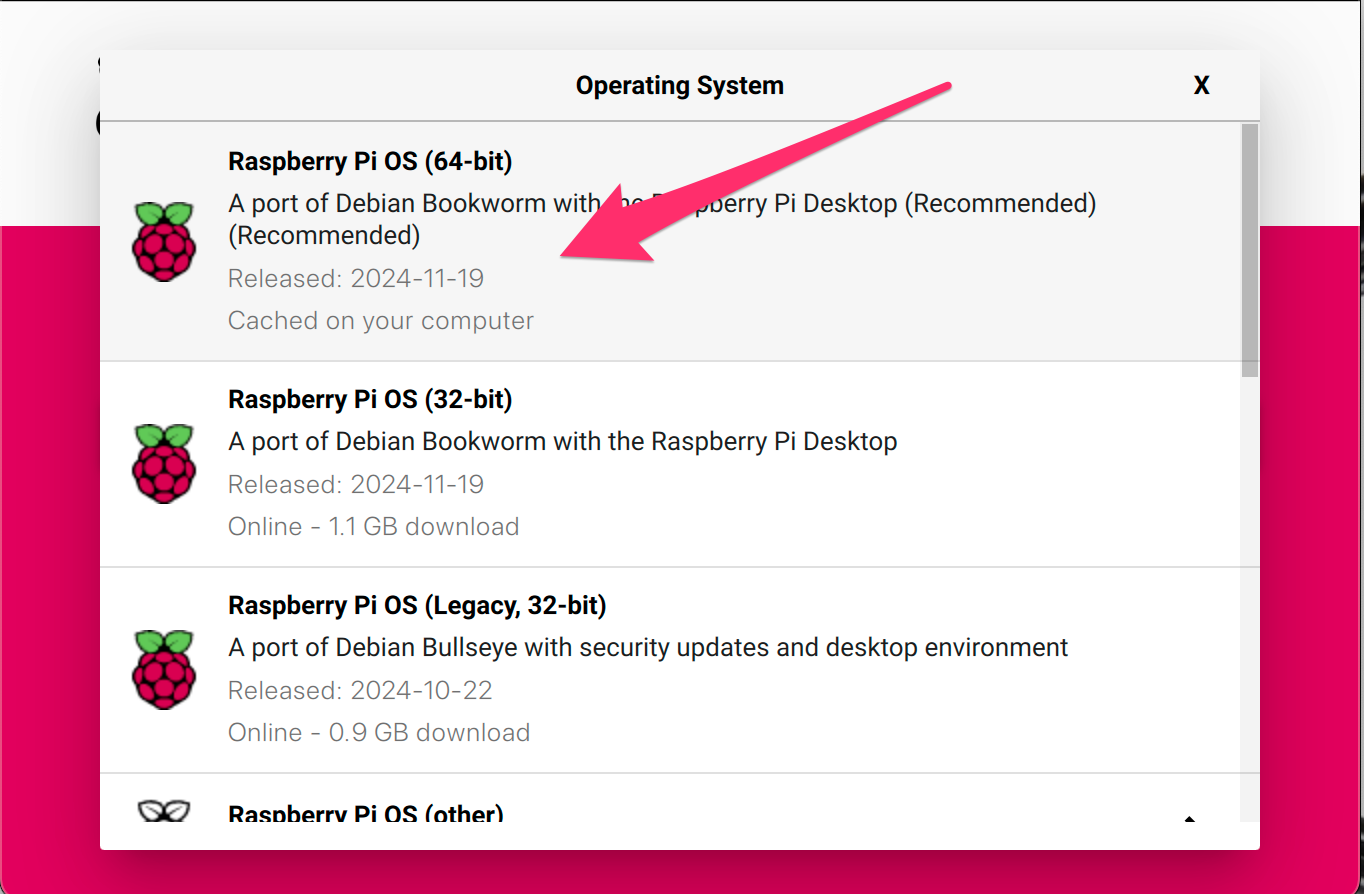 Operating System
X
Raspberry Pi OS (64-bit)
A port of Debian Bookworm with the Raspberry Pi Desktop (Recommended)
(Recommended)
Released: 2024-11-19
Cached on your computer
Raspberry Pi OS (32-bit)
A port of Debian Bookworm with the Raspberry Pi Desktop
Released: 2024-11-19
Online - 1.1 GB download
Raspberry Pi OS (Legacy, 32-bit)
A port of Debian Bullseye with security updates and desktop environment
Released: 2024-10-22
Online - 0.9 GB download
Raspberry Pi OS (other)